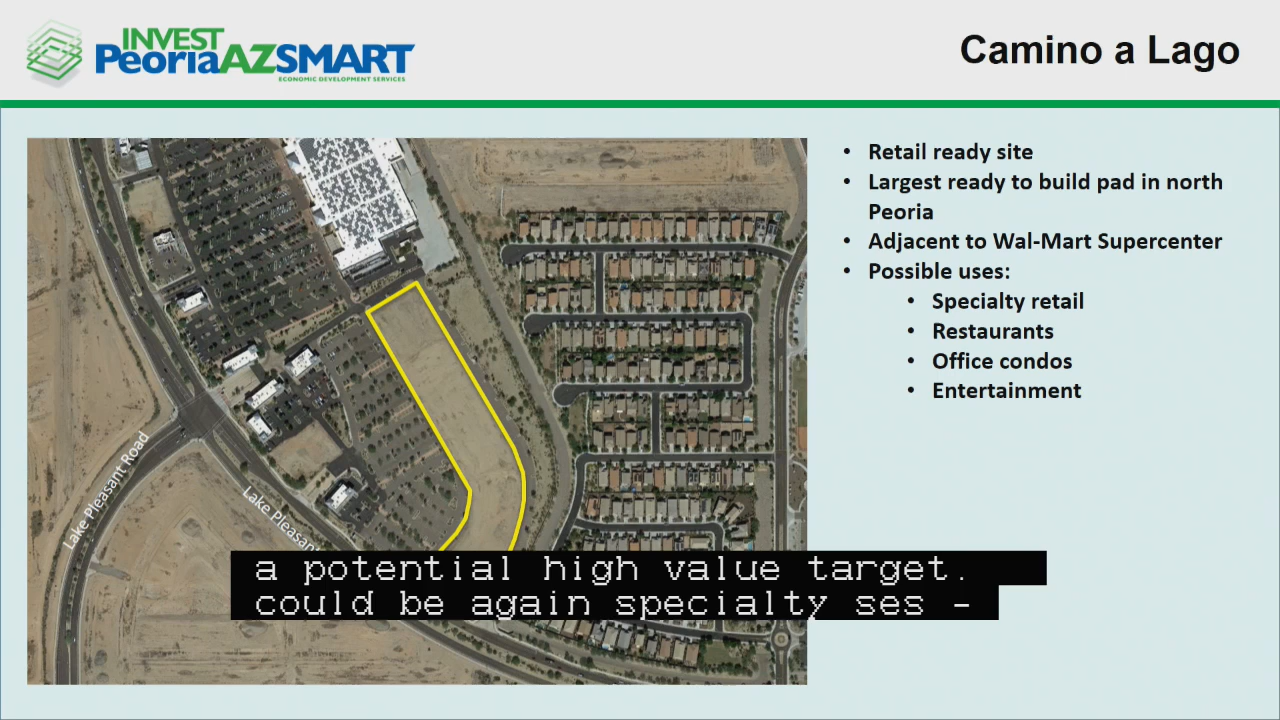 INVEST
PeoriaAZSMART
ECONOMIC DEVELOPMENT SERVICES
Camino a Lago
• Retail ready site
• Largest ready to build pad in north
Peoria
• Adjacent to Wal-Mart Supercenter
• Possible uses:
• Specialty retail
• Restaurants
• Office condos
• Entertainment
Lake Pleasant Road
Lake Pleasant
a potential high value target.
could be again specialty ses -